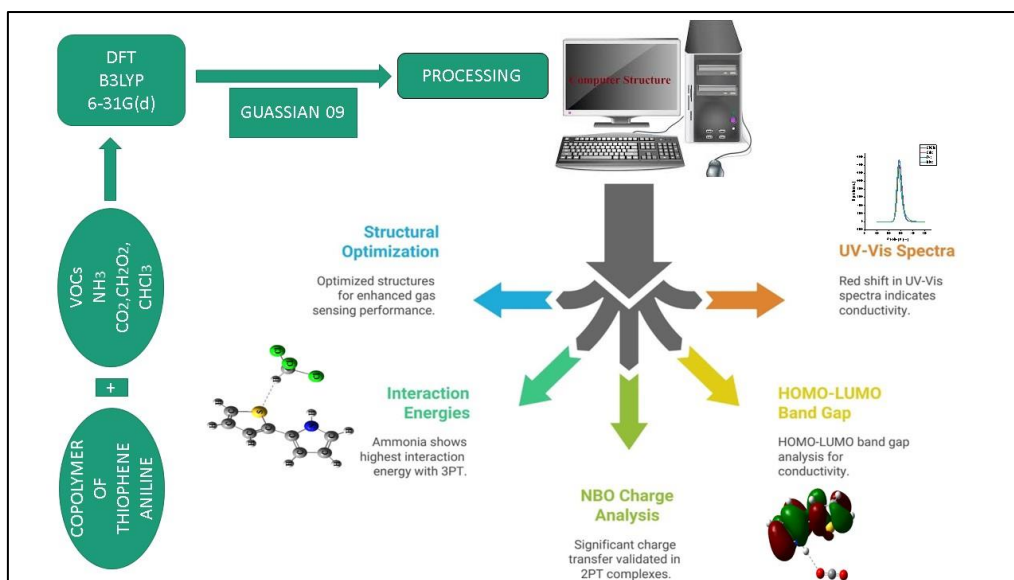 DFT
B3LYP
6-31G(d)
GUASSIAN 09
PROCESSING
Computer Structure
VOCs
NH3
CO2,CH2O2,
CHCl3
+
COPOLYMER
OF
THIOPHENE
ANILINE
Structural
Optimization
Optimized structures
for enhanced gas
sensing performance.
Interaction
Energies
Ammonia shows
highest interaction
energy with 3PT.
NBO Charge
Analysis
Significant charge
transfer validated in
2PT complexes.
HOMO-LUMO
Band Gap
HOMO-LUMO band gap
analysis for
conductivity.
UV-Vis Spectra
Red shift in UV-Vis
spectra indicates
conductivity.